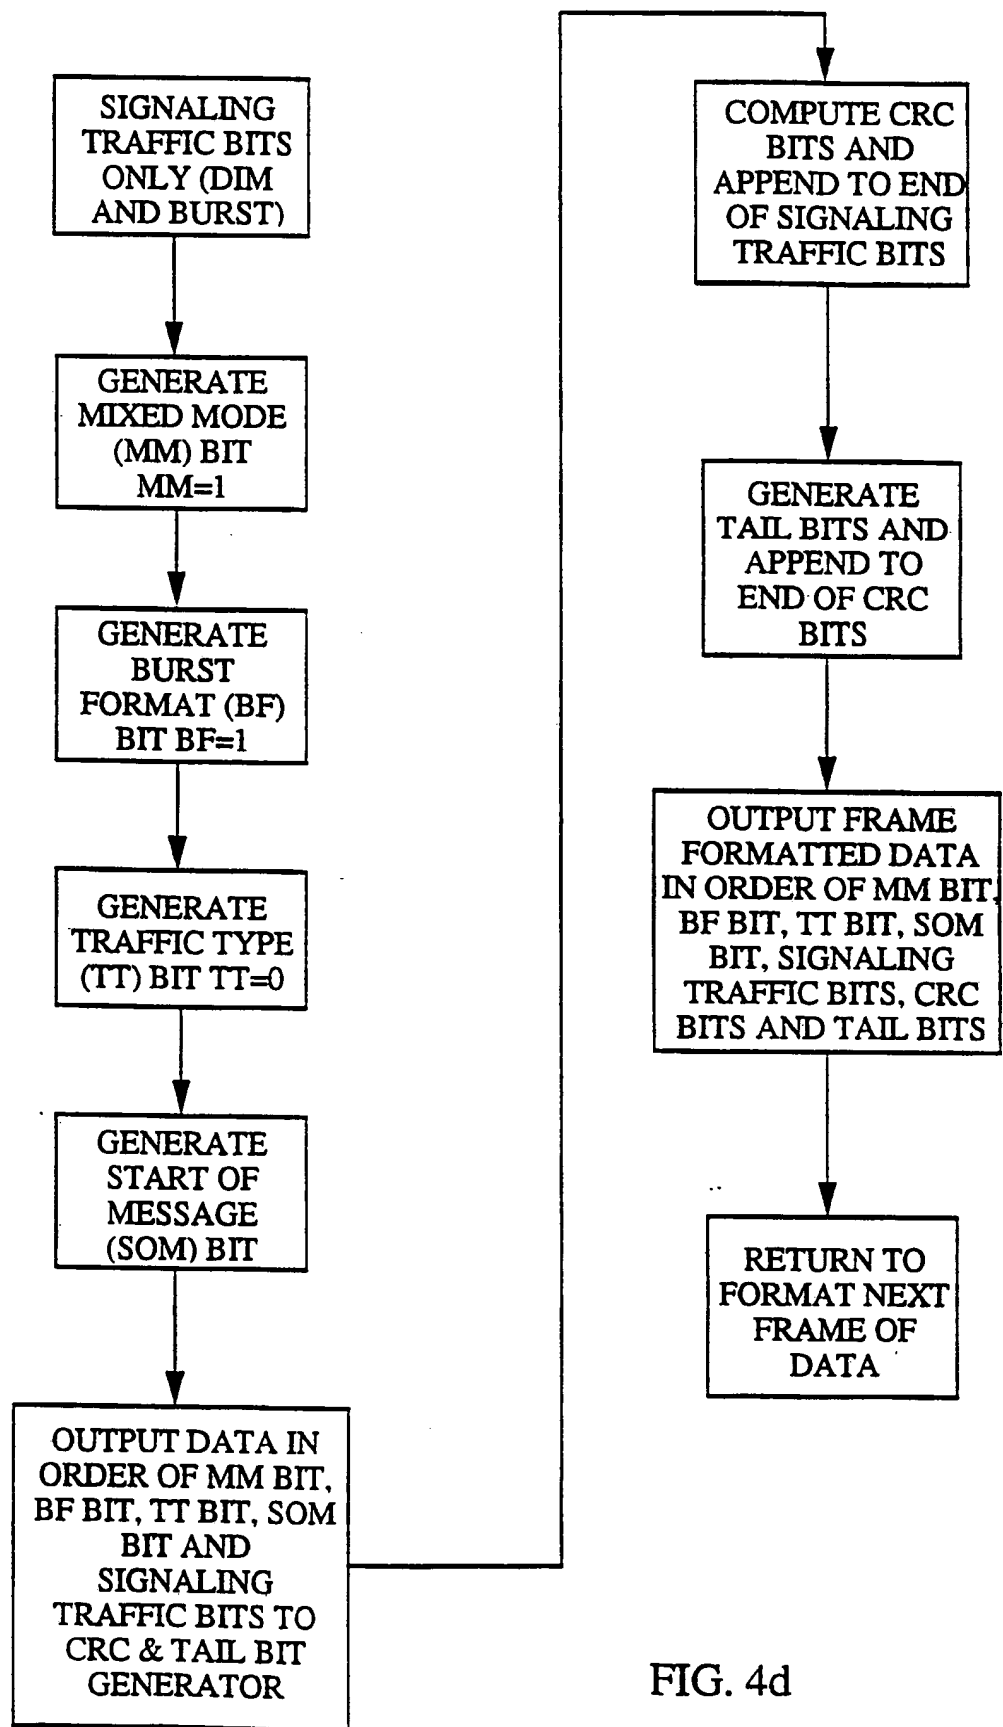 SIGNALING
TRAFFIC BITS
ONLY (DIM
AND BURST)
GENERATE
MIXED MODE
(MM) BIT
MM=1
GENERATE
BURST
FORMAT (BF)
BIT BF=1
GENERATE
TRAFFIC TYPE
(TT) BIT TT=0
GENERATE
START OF
MESSAGE
(SOM) BIT
OUTPUT DATA IN
ORDER OF MM BIT,
BF BIT, TT BIT, SOM
BIT AND
SIGNALING
TRAFFIC BITS TO
CRC & TAIL BIT
GENERATOR
COMPUTE CRC
BITS AND
APPEND TO END
OF SIGNALING
TRAFFIC BITS
GENERATE
TAIL BITS AND
APPEND TO
END OF CRC
BITS
OUTPUT FRAME
FORMATTED DATA
IN ORDER OF MM BIT,
BF BIT, TT BIT, SOM
BIT, SIGNALING
TRAFFIC BITS, CRC
BITS AND TAIL BITS
RETURN TO
FORMAT NEXT
FRAME OF
DATA
FIG. 4d